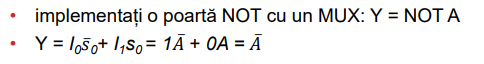 • implementați o poartă NOT cu un MUX: Y = NOT A
• Y = I₀s̄₀+ I₁s₀ = 1Ā + 0A = Ā